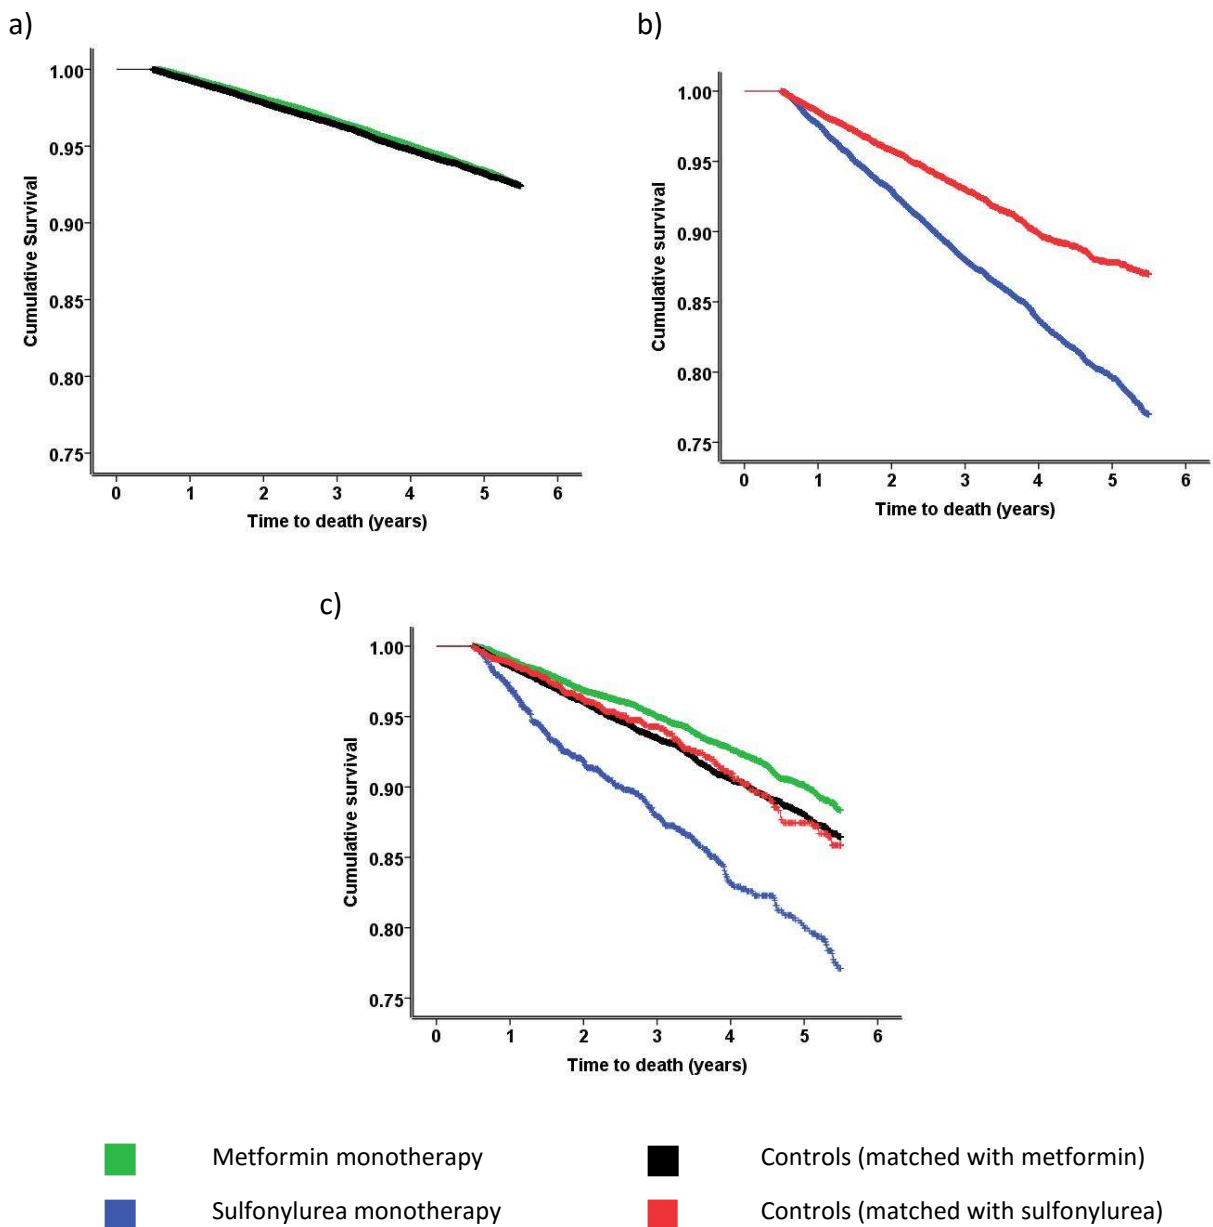 a)
1.00
0.95
0.90
0.85
0.80
0.75
Cumulative Survival
0 1 2 3 4 5 6
Time to death (years)
b)
1.00
0.95
0.90
0.85
0.80
0.75
Cumulative survival
0 1 2 3 4 5 6
Time to death (years)
c)
1.00
0.95
0.90
0.85
0.80
0.75
Cumulative survival
0 1 2 3 4 5 6
Time to death (years)
Metformin monotherapy
Controls (matched with metformin)
Sulfonylurea monotherapy
Controls (matched with sulfonylurea)